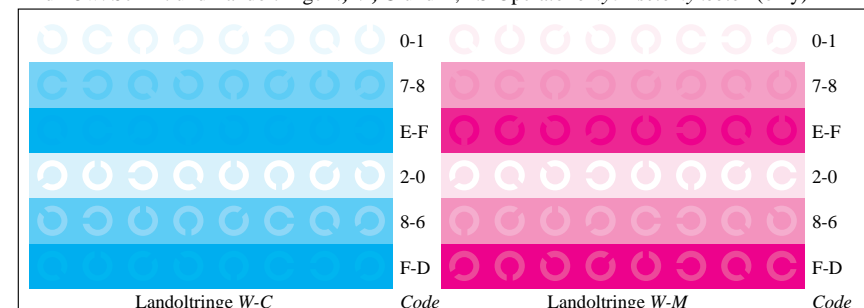 0-1 0-1
7-8 7-8
E-F E-F
2-0 2-0
8-6 8-6
F-D F-D
Landoltringe W-C Code Landoltringe W-M Code